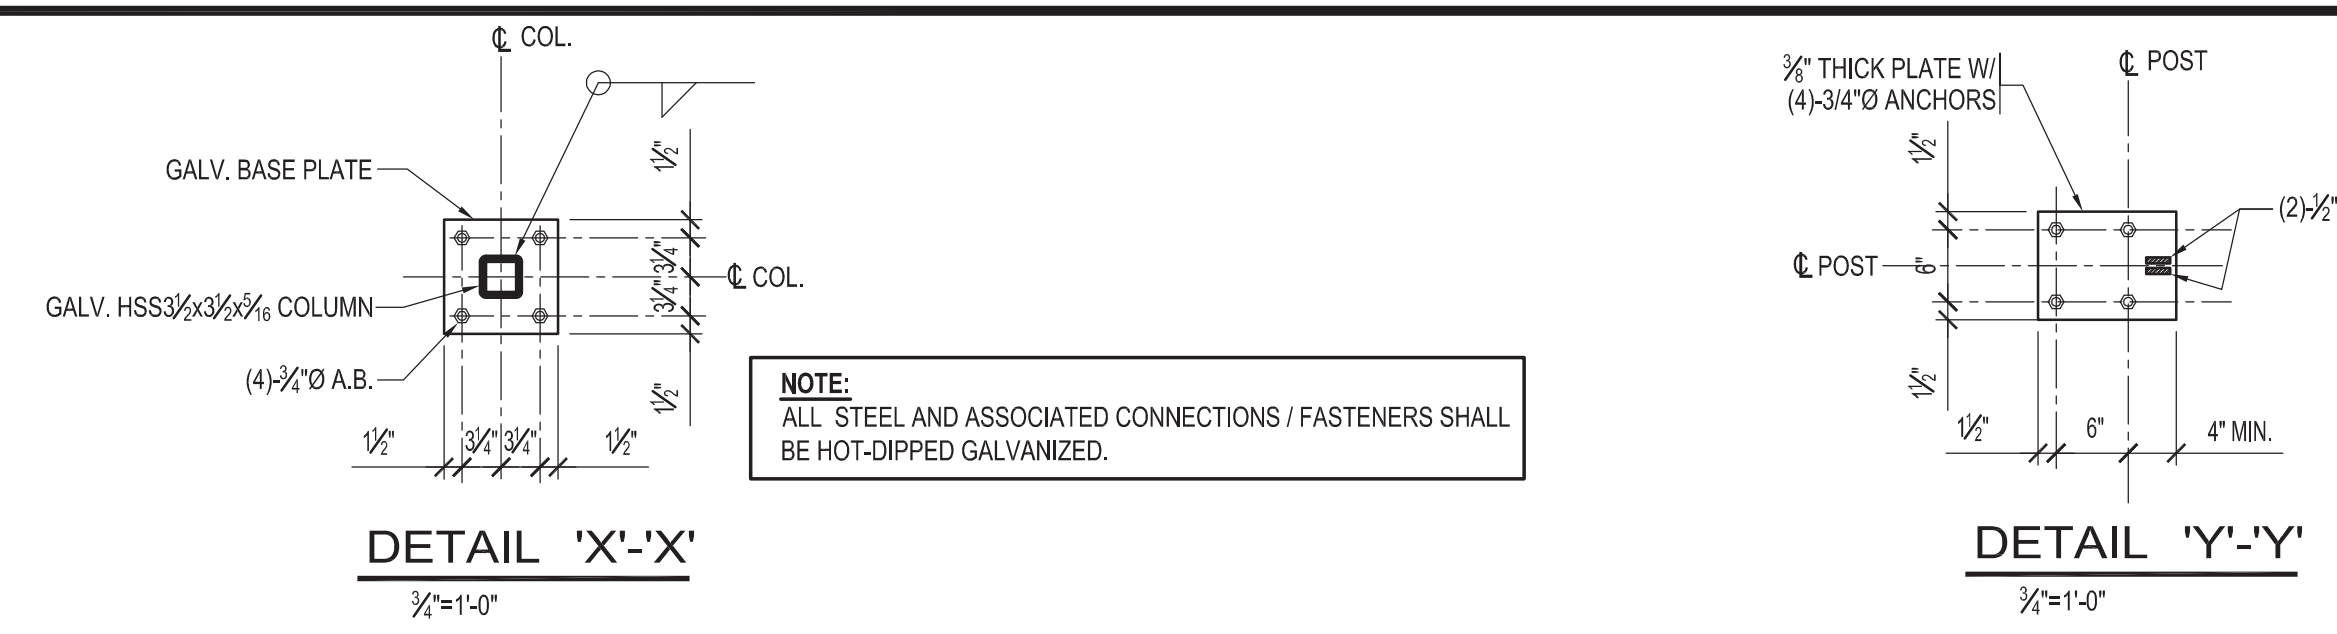 ℄ COL.
GALV. BASE PLATE
GALV. HSS3½x3½x5/16 COLUMN
(4)-¾"Ø A.B.
1½"
3¼"
3¼"
1½"
℄ COL.
1½"
3¼"
3¼"
1½"
DETAIL 'X'-'X'
¾"=1'-0"
NOTE:
ALL STEEL AND ASSOCIATED CONNECTIONS / FASTENERS SHALL
BE HOT-DIPPED GALVANIZED.
⅜" THICK PLATE W/
(4)-3/4"Ø ANCHORS
℄ POST
1½"
6"
1½"
℄ POST
(2)-½"
1½"
6"
4" MIN.
DETAIL 'Y'-'Y'
¾"=1'-0"